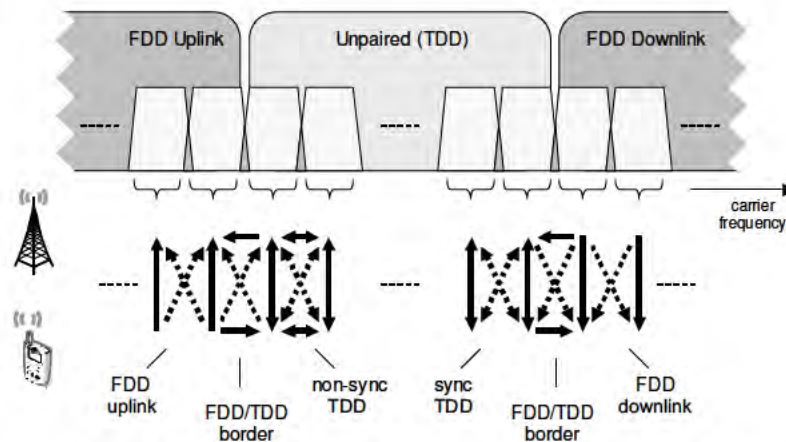 FDD Uplink
Unpaired (TDD)
FDD Downlink
carrier
frequency
FDD
uplink
FDD/TDD
border
non-sync
TDD
sync
TDD
FDD/TDD
border
FDD
downlink